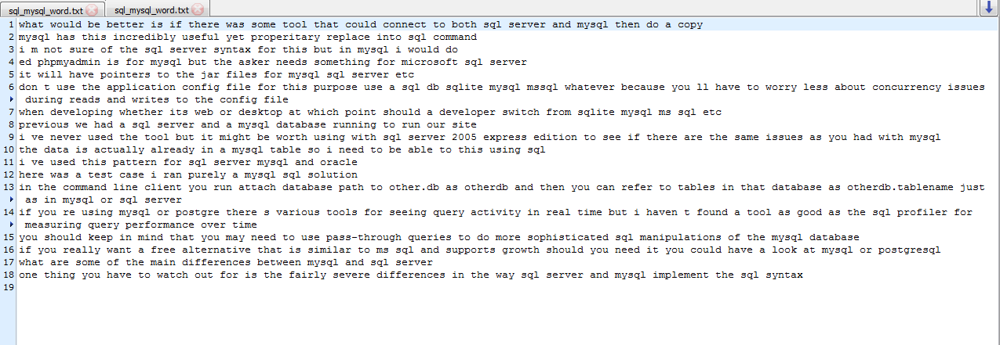 sql_mysql_word.txt sql_mysql_word.txt
1 what would be better is if there was some tool that could connect to both sql server and mysql then do a copy
2 mysql has this incredibly useful yet properitary replace into sql command
3 i m not sure of the sql server syntax for this but in mysql i would do
4 ed phpmyadmin is for mysql but the asker needs something for microsoft sql server
5 it will have pointers to the jar files for mysql sql server etc
6 don t use the application config file for this purpose use a sql db sqlite mysql mssql whatever because you ll have to worry less about concurrency issues
during reads and writes to the config file
7 when developing whether its web or desktop at which point should a developer switch from sqlite mysql ms sql etc
8 previous we had a sql server and a mysql database running to run our site
9 i ve never used the tool but it might be worth using with sql server 2005 express edition to see if there are the same issues as you had with mysql
10 the data is actually already in a mysql table so i need to be able to this using sql
11 i ve used this pattern for sql server mysql and oracle
12 here was a test case i ran purely a mysql sql solution
13 in the command line client you run attach database path to other.db as otherdb and then you can refer to tables in that database as otherdb.tablename just
as in mysql or sql server
14 if you re using mysql or postgre there s various tools for seeing query activity in real time but i haven t found a tool as good as the sql profiler for
measuring query performance over time
15 you should keep in mind that you may need to use pass-through queries to do more sophisticated sql manipulations of the mysql database
16 if you really want a free alternative that is similar to ms sql and supports growth should you need it you could have a look at mysql or postgresql
17 what are some of the main differences between mysql and sql server
18 one thing you have to watch out for is the fairly severe differences in the way sql server and mysql implement the sql syntax
19